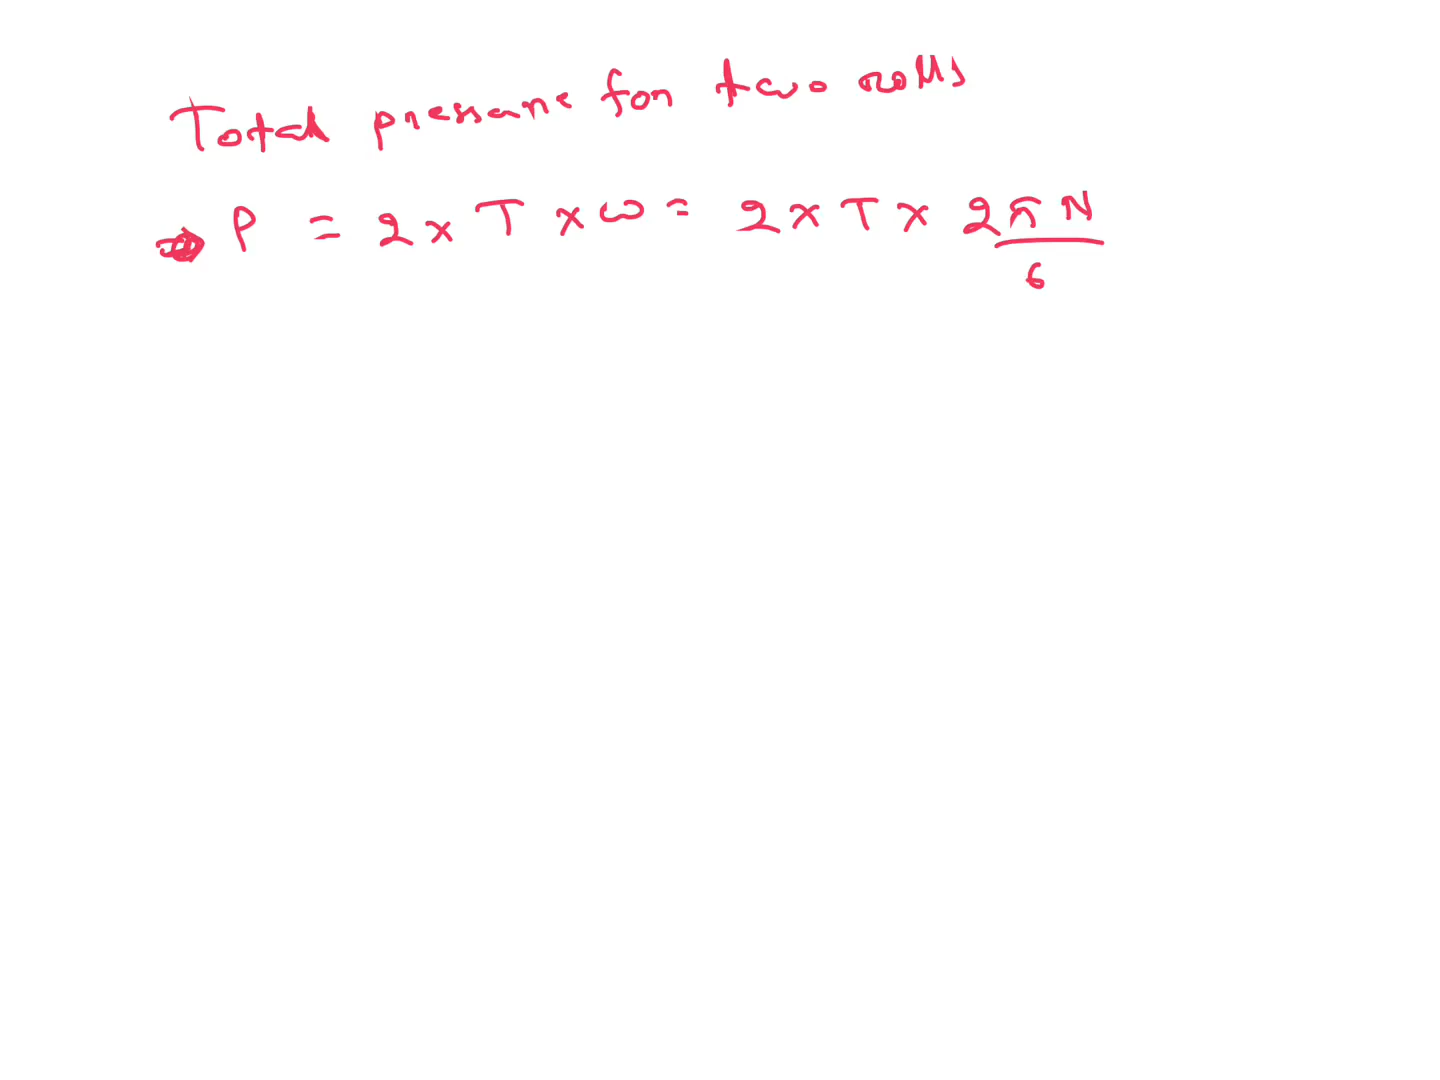 Total pressure for two rolls
⇒ P = 2 × T × ω = 2 × T × 2πN/6